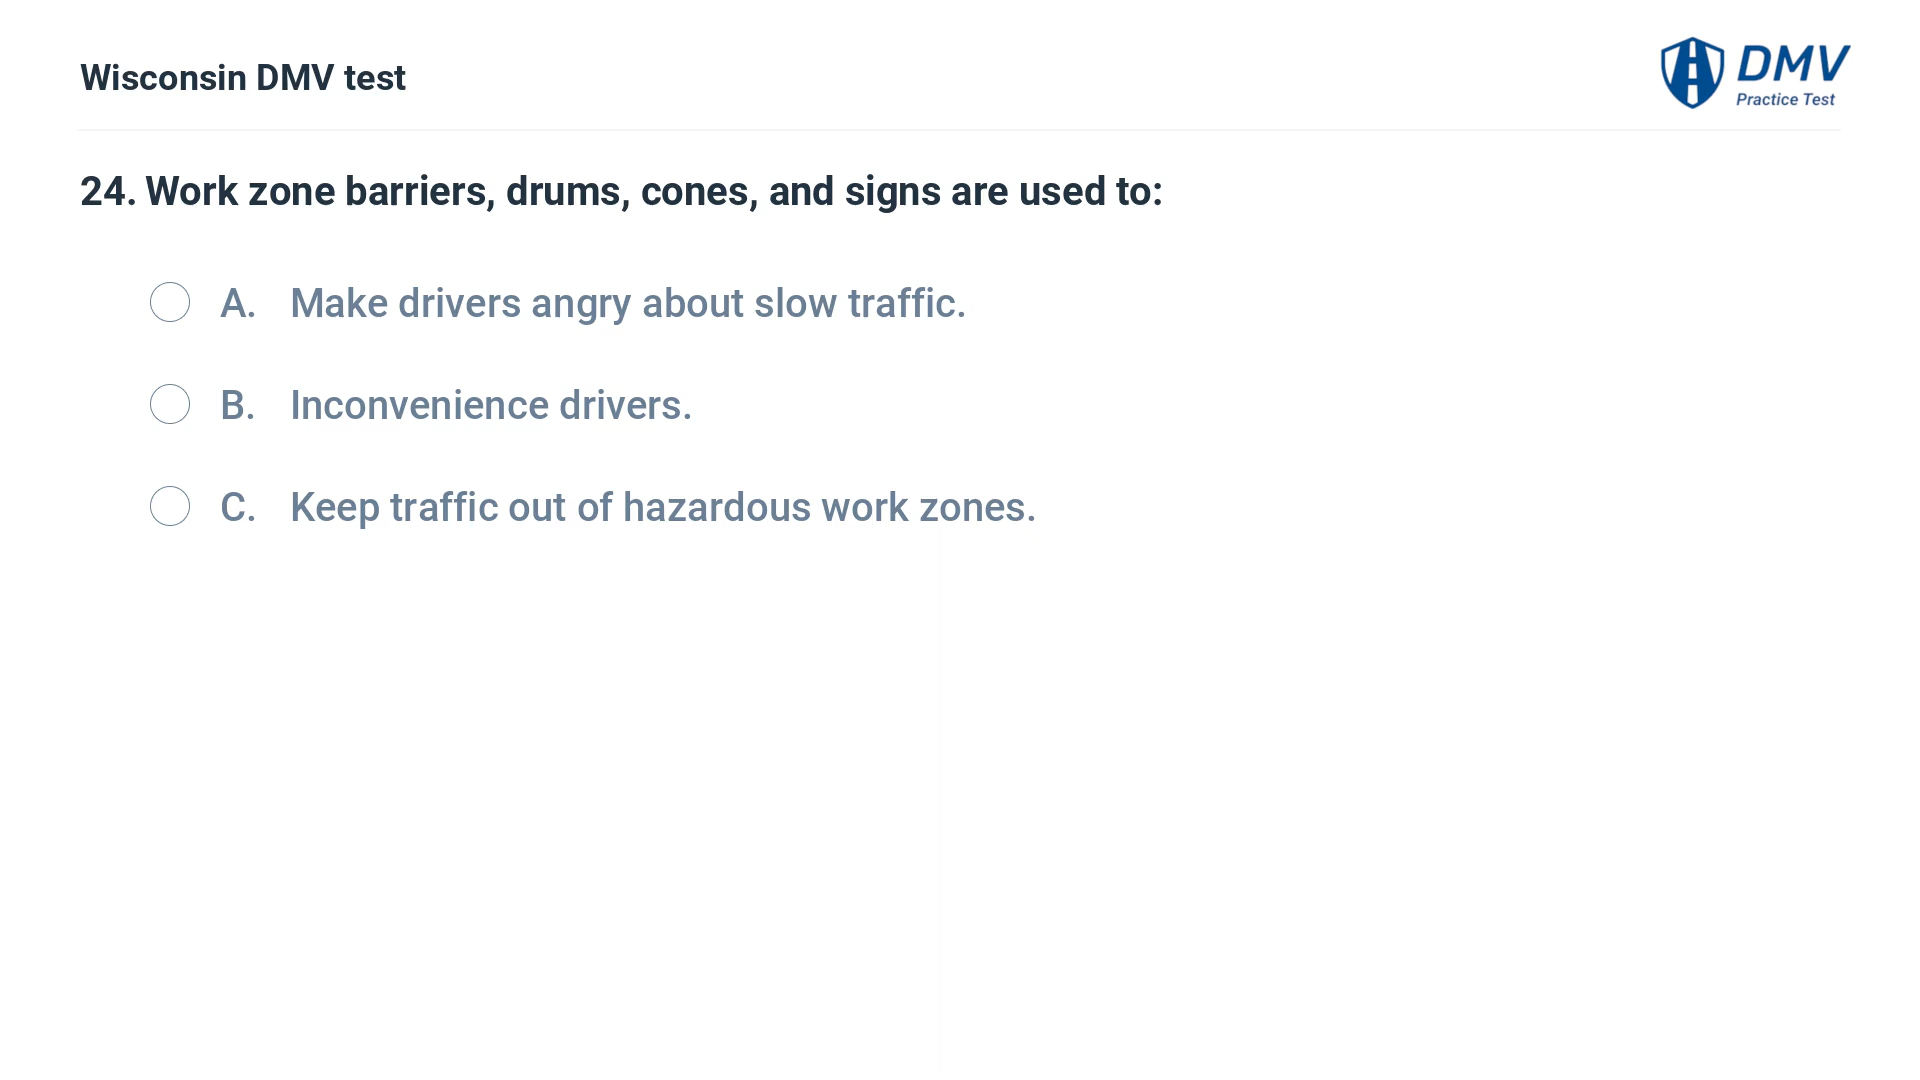 Wisconsin DMV test
DMV
Practice Test
24. Work zone barriers, drums, cones, and signs are used to:
A. Make drivers angry about slow traffic.
B. Inconvenience drivers.
C. Keep traffic out of hazardous work zones.